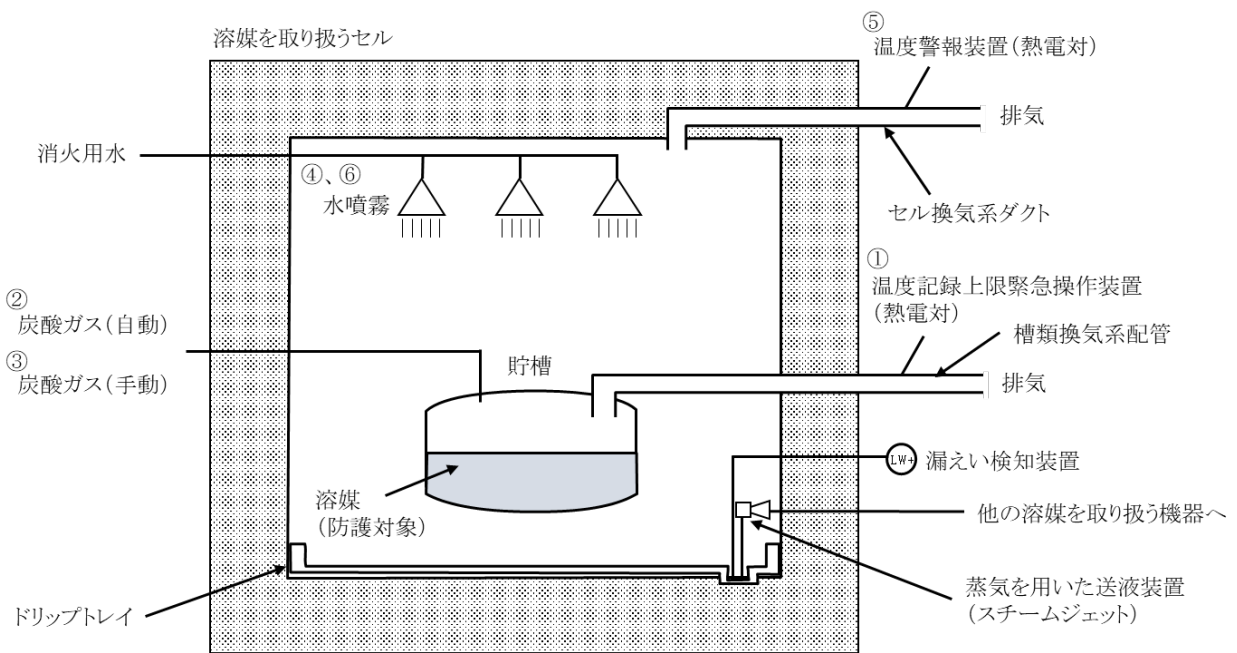 溶媒を取り扱うセル
⑤
温度警報装置(熱電対)
排気
消火用水
④、⑥
水噴霧
セル換気系ダクト
①
温度記録上限緊急操作装置
(熱電対)
②
炭酸ガス(自動)
③
炭酸ガス(手動)
貯槽
槽類換気系配管
排気
LW+
漏えい検知装置
溶媒
(防護対象)
他の溶媒を取り扱う機器へ
ドリップトレイ
蒸気を用いた送液装置
(スチームジェット)